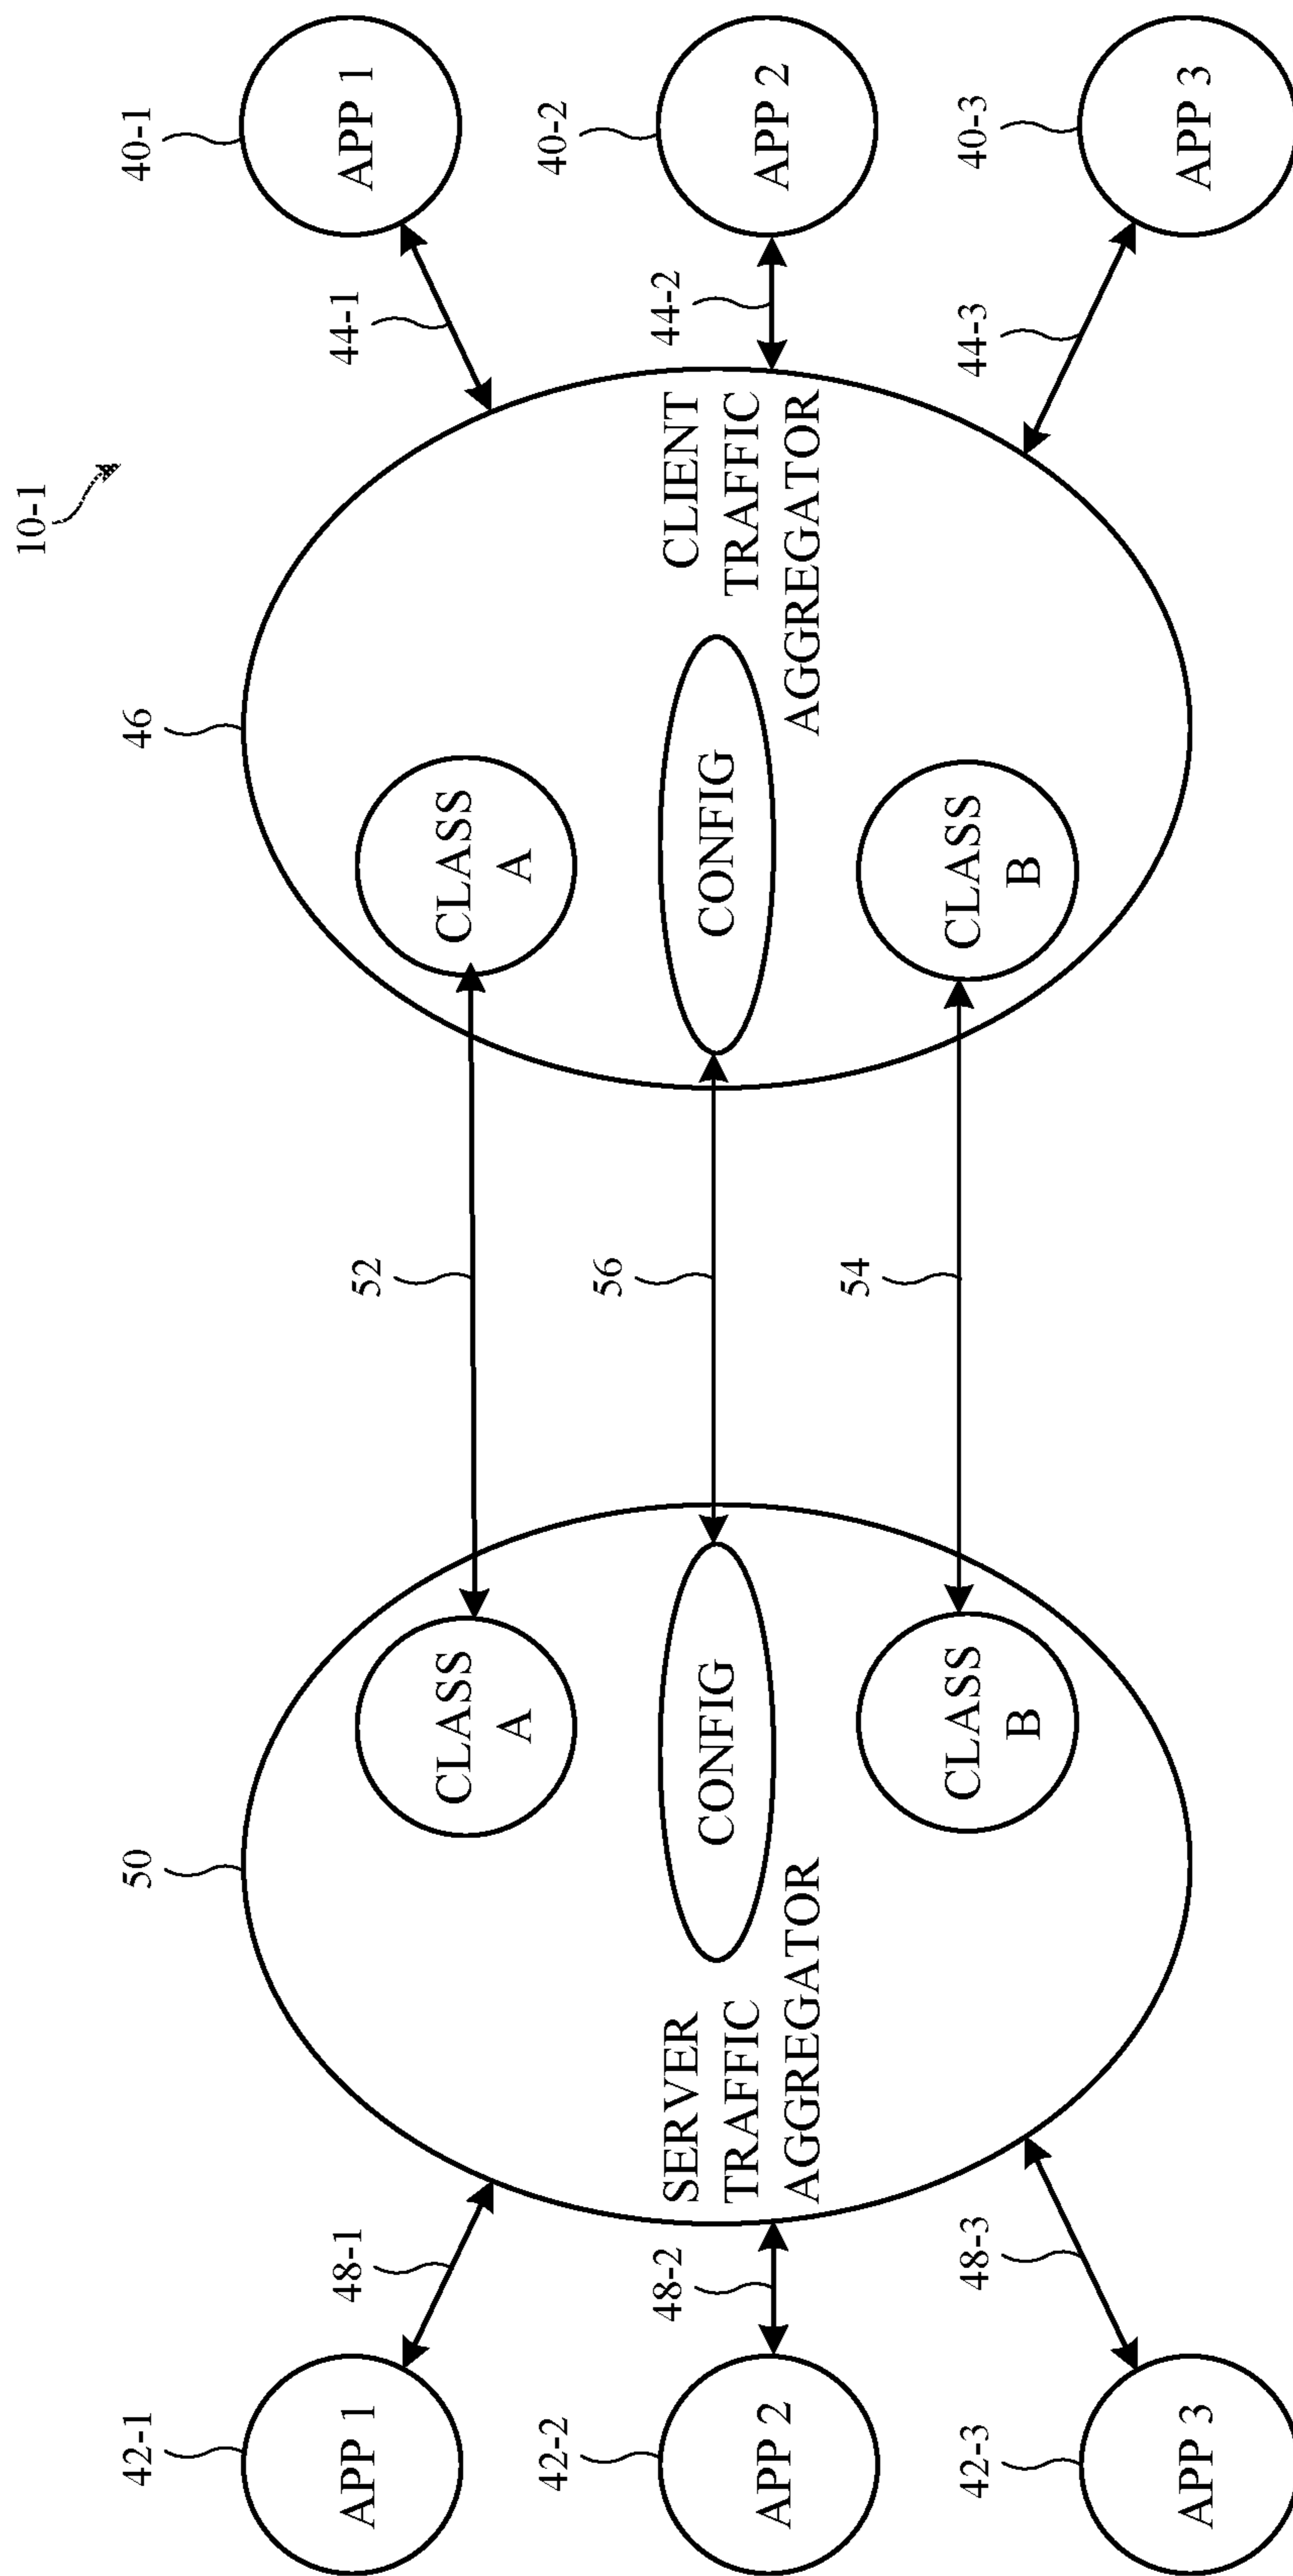 10-1
42-1
APP 1
48-1
50
46
44-1
40-1
APP 1
CLASS
A
52
CLASS
A
42-2
APP 2
48-2
SERVER
TRAFFIC
AGGREGATOR
CONFIG
56
CONFIG
CLIENT
TRAFFIC
AGGREGATOR
44-2
40-2
APP 2
42-3
APP 3
48-3
CLASS
B
54
CLASS
B
44-3
40-3
APP 3